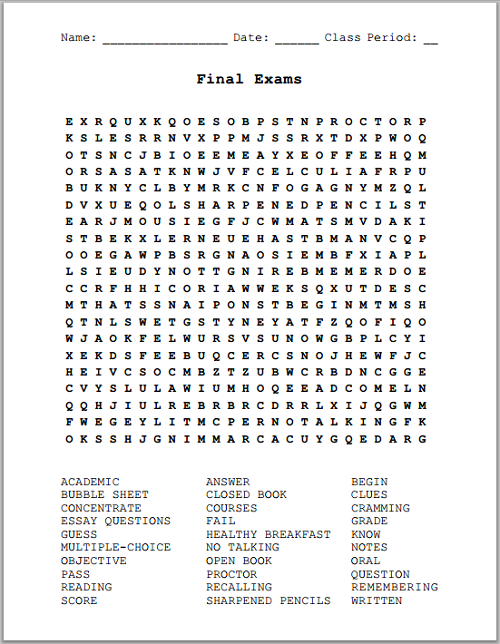 Name: _________________ Date: ______ Class Period: __
Final Exams
E X R Q U X K Q O E S O B P S T N P R O C T O R P
K S L E S R R N V X P P M J S S R X T D X P W O Q
O T S N C J B I O E E M E A Y X E O F F E E H Q M
O R S A S A T K N W J V F C E L C U L I A F R P U
B U K N Y C L B Y M R K C N F O G A G N Y M Z Q L
D V X U E Q O L S H A R P E N E D P E N C I L S T
E A R J M O U S I E G F J C W M A T S M V D A K I
S T B E K X L E R N E U E H A S T B M A N V C Q P
O O E G A W P B S R G N A O S I E M B F X I A P L
L S I E U D Y N O T T G N I R E B M E M E R D O E
C C R F H H I C O R I A W W E K S Q X U T D E S C
M T H A T S S N A I P O N S T B E G I N M T M S H
Q T N L S W E T G S T Y N E Y A T F Z Q O F I Q O
W J A O K F E L W U R S V S U N O W G B P L C Y I
X E K D S F E E B U Q C E R C S N O J H E W F J C
H E I V C S O C M B Z T Z U B W C R B D N C G G E
C V Y S L U L A W I U M H O Q E E A D C O M E L N
Q Q H J I U L R E B R B R C D R R L X I J Q G W M
F W E G E Y L I T M C P E R N O T A L K I N G F K
O K S S H J G N I M M A R C A C U Y G Q E D A R G
ACADEMIC ANSWER BEGIN
BUBBLE SHEET CLOSED BOOK CLUES
CONCENTRATE COURSES CRAMMING
ESSAY QUESTIONS FAIL GRADE
GUESS HEALTHY BREAKFAST KNOW
MULTIPLE-CHOICE NO TALKING NOTES
OBJECTIVE OPEN BOOK ORAL
PASS PROCTOR QUESTION
READING RECALLING REMEMBERING
SCORE SHARPENED PENCILS WRITTEN